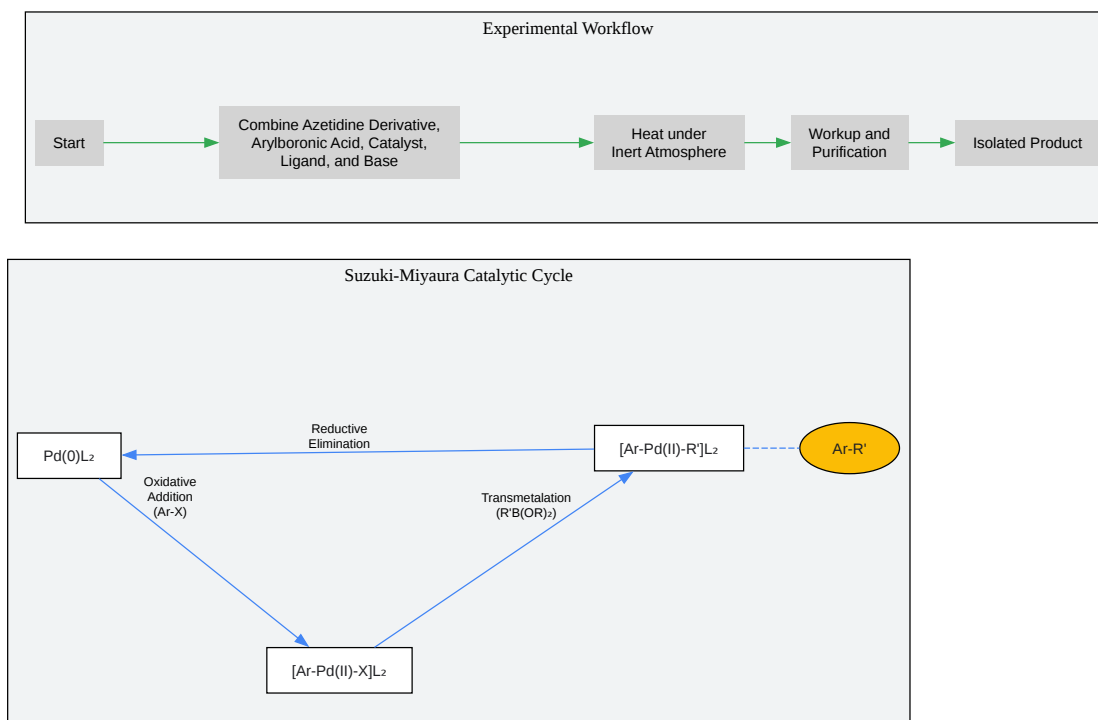 Experimental Workflow
Start
Combine Azetidine Derivative,
Arylboronic Acid, Catalyst,
Ligand, and Base
Heat under
Inert Atmosphere
Workup and
Purification
Isolated Product
Suzuki-Miyaura Catalytic Cycle
Pd(0)L₂
Reductive
Elimination
[Ar-Pd(II)-R']L₂
Ar-R'
Oxidative
Addition
(Ar-X)
Transmetalation
(R'B(OR)₂)
[Ar-Pd(II)-X]L₂